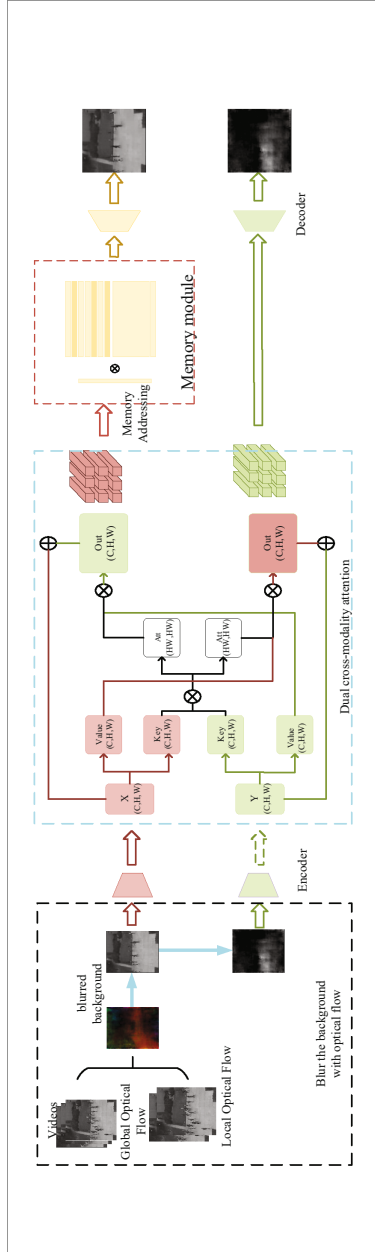 Videos
Global Optical
Flow
Local Optical Flow
blurred
background
Blur the background
with optical flow
Encoder
X
(C,H,W)
Y
(C,H,W)
Value
(C,H,W)
Key
(C,H,W)
Key
(C,H,W)
Value
(C,H,W)
Att
(HW,HW)
Att
(HW,HW)
Out
(C,H,W)
Out
(C,H,W)
Dual cross-modality attention
Memory
Addressing
Memory module
Decoder